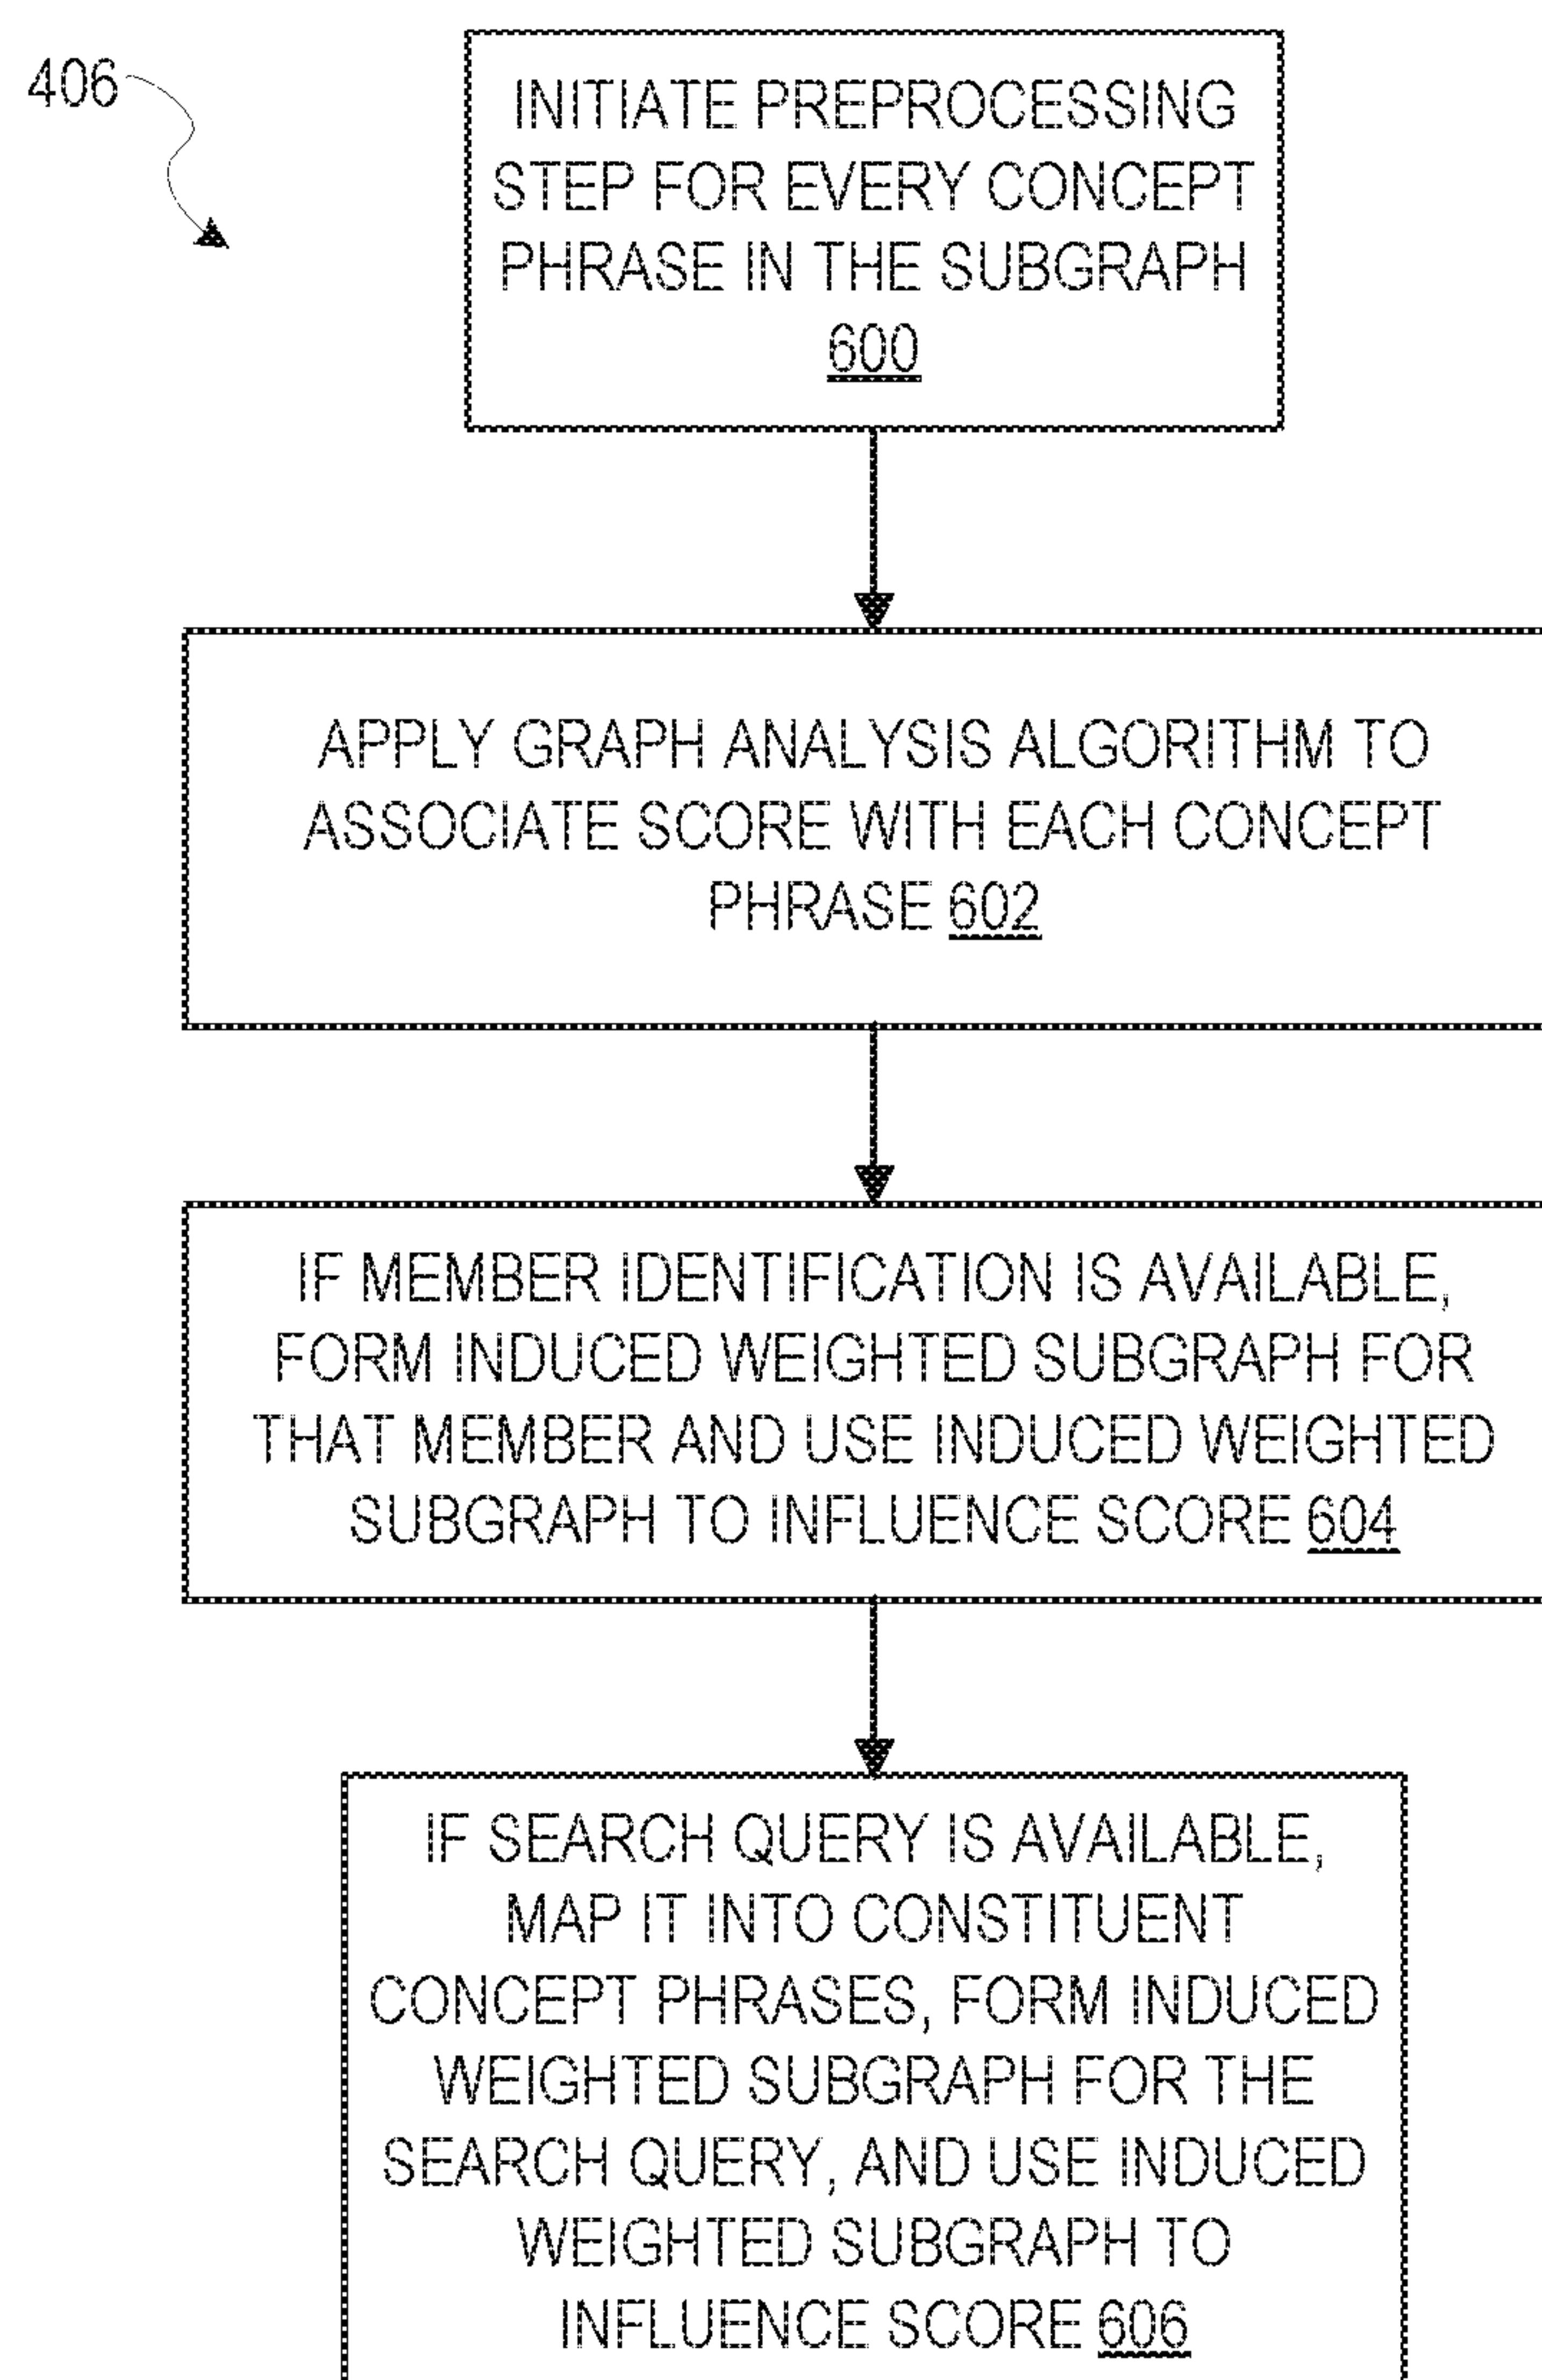 406
INITIATE PREPROCESSING
STEP FOR EVERY CONCEPT
PHRASE IN THE SUBGRAPH
600
APPLY GRAPH ANALYSIS ALGORITHM TO
ASSOCIATE SCORE WITH EACH CONCEPT
PHRASE 602
IF MEMBER IDENTIFICATION IS AVAILABLE,
FORM INDUCED WEIGHTED SUBGRAPH FOR
THAT MEMBER AND USE INDUCED WEIGHTED
SUBGRAPH TO INFLUENCE SCORE 604
IF SEARCH QUERY IS AVAILABLE,
MAP IT INTO CONSTITUENT
CONCEPT PHRASES, FORM INDUCED
WEIGHTED SUBGRAPH FOR THE
SEARCH QUERY, AND USE INDUCED
WEIGHTED SUBGRAPH TO
INFLUENCE SCORE 606